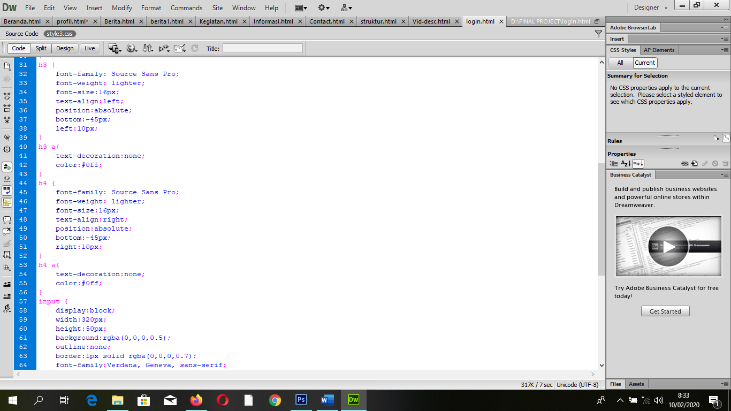 Dw File Edit View Insert Modify Format Commands Site Window Help Designer
Beranda.html × profil.html* × Berita.html × berita1.html × Kegiatan.html × Informasi.html × Contact.html × struktur.html × Vid-desc.html × login.html × D:\FINAL PROJECT\login.html
Source Code style3.css
Code Split Design Live Title:
31 h3 {
32 font-family: Source Sans Pro;
33 font-weight: lighter;
34 font-size:16px;
35 text-align:left;
36 position:absolute;
37 bottom:-45px;
38 left:10px;
39 }
40 h3 a{
41 text-decoration:none;
42 color:#0ff;
43 }
44 h4 {
45 font-family: Source Sans Pro;
46 font-weight: lighter;
47 font-size:16px;
48 text-align:right;
49 position:absolute;
50 bottom:-45px;
51 right:10px;
52 }
53 h4 a{
54 text-decoration:none;
55 color:#0ff;
56 }
57 input {
58 display:block;
59 width:320px;
60 height:50px;
61 background:rgba(0,0,0,0.5);
62 outline:none;
63 border:1px solid rgba(0,0,0,0.7);
64 font-family:Verdana, Geneva, sans-serif;
317K / 7 sec Unicode (UTF-8)
Adobe BrowserLab
Insert
CSS Styles AP Elements
All Current
Summary for Selection
No CSS properties apply to the current
selection. Please select a styled element to
see which CSS properties apply.
Rules
Properties
Business Catalyst
Build and publish business websites
and powerful online stores within
Dreamweaver.
Try Adobe Business Catalyst for free
today!
Get Started
Files Assets
8:33
10/02/2020